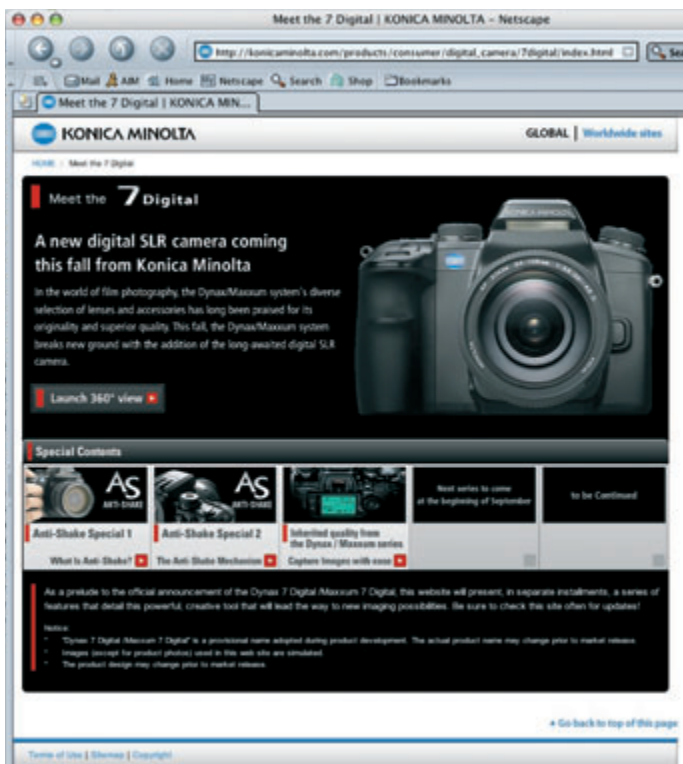 Meet the 7 Digital | KONICA MINOLTA - Netscape
http://konicaminolta.com/products/consumer/digital_camera/7digital/index.html
Mail AIM Home Netscape Search Shop Bookmarks
Meet the 7 Digital | KONICA MIN...
KONICA MINOLTA GLOBAL | Worldwide sites
HOME Meet the 7 Digital
Meet the 7 Digital
KONICA MINOLTA
A new digital SLR camera coming
this fall from Konica Minolta
In the world of film photography, the Dynax/Maxxum system's diverse
selection of lenses and accessories has long been praised for its
originality and superior quality. This fall, the Dynax/Maxxum system
breaks new ground with the addition of the long-awaited digital SLR
camera.
Launch 360° view
Special Contents
AS ANTI-SHAKE
AS ANTI-SHAKE
Next series to come
at the beginning of September
to be Continued
Anti-Shake Special 1
What Is Anti-Shake?
Anti-Shake Special 2
The Anti-Shake Mechanism
Inherited quality from
the Dynax / Maxxum series
Capture Images with ease
As a prelude to the official announcement of the Dynax 7 Digital /Maxxum 7 Digital, this website will present, in separate installments, a series of
features that detail this powerful, creative tool that will lead the way to new imaging possibilities. Be sure to check this site often for updates!
Notice:
* "Dynax 7 Digital /Maxxum 7 Digital" is a provisional name adopted during product development. The actual product name may change prior to market release.
* Images (except for product photos) used in this web site are simulated.
* The product design may change prior to market release.
Go back to top of this page
Terms of Use | Sitemap | Copyright